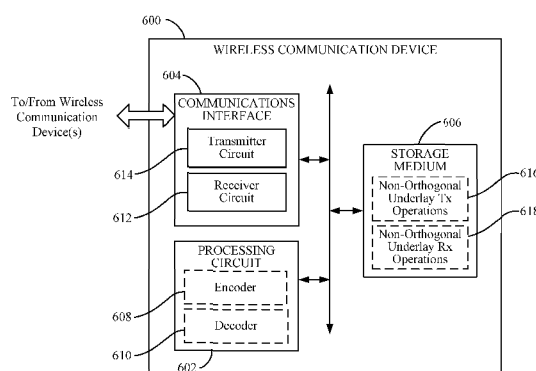 600
WIRELESS COMMUNICATION DEVICE
604
To/From Wireless
Communication
Device(s)
COMMUNICATIONS
INTERFACE
Transmitter
Circuit
614
Receiver
Circuit
612
606
STORAGE
MEDIUM
Non-Orthogonal
Underlay Tx
Operations
616
Non-Orthogonal
Underlay Rx
Operations
618
PROCESSING
CIRCUIT
Encoder
608
Decoder
610
602